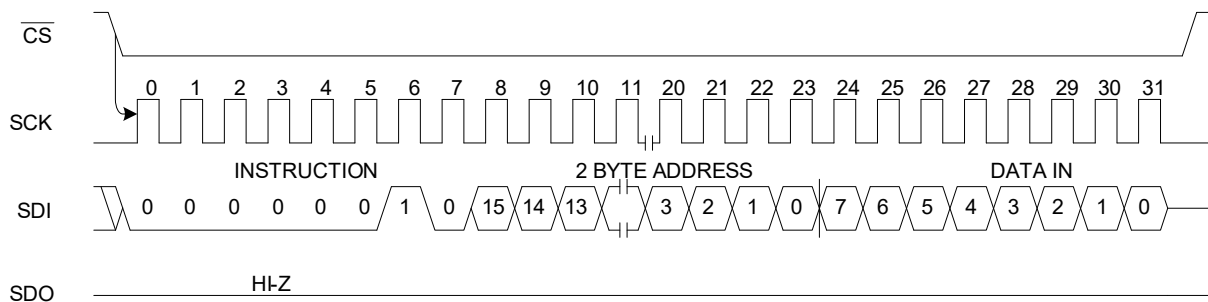 CS
0 1 2 3 4 5 6 7 8 9 10 11 20 21 22 23 24 25 26 27 28 29 30 31
SCK
INSTRUCTION 2 BYTE ADDRESS DATA IN
SDI 0 0 0 0 0 0 1 0 15 14 13 3 2 1 0 7 6 5 4 3 2 1 0
HI-Z
SDO